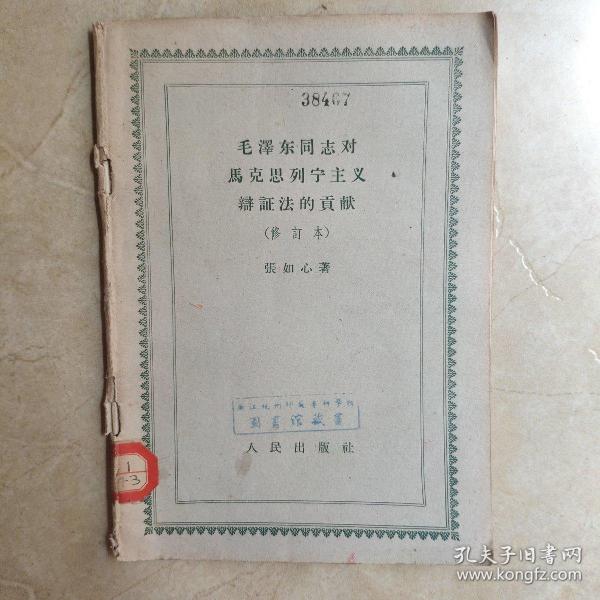 38467
毛澤东同志对
馬克思列宁主义
辯証法的貢献
(修訂本)
張如心著
圖書館藏書
人民出版社
1
孔夫子旧书网
www.kongfz.com